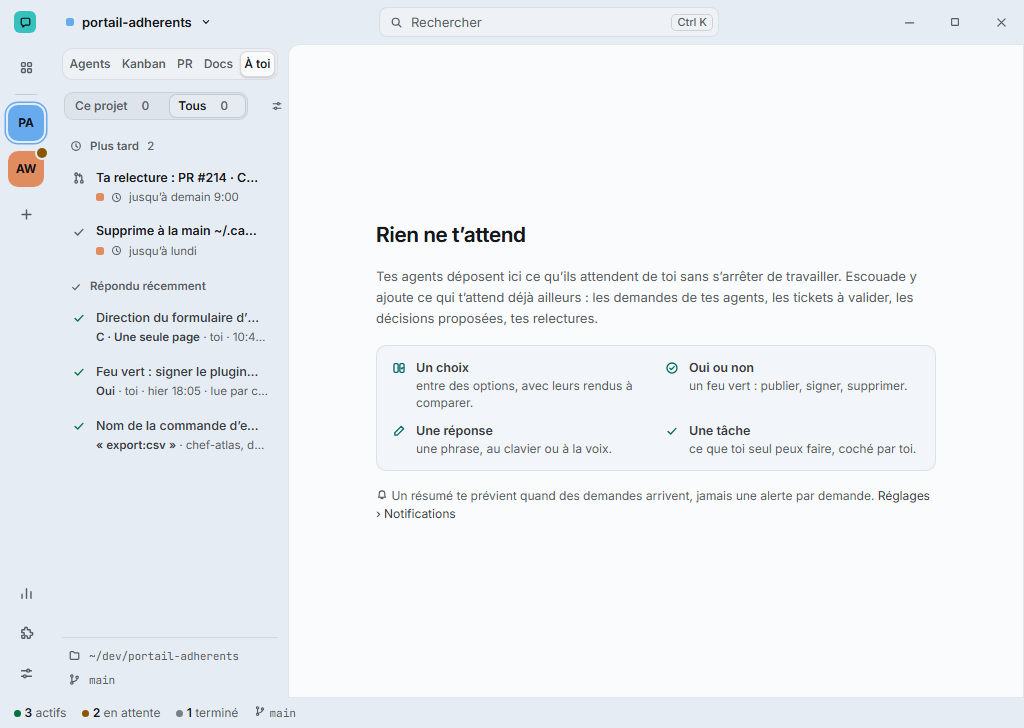 portail-adherents
Rechercher
Ctrl K
Agents Kanban PR Docs À toi
Ce projet 0 Tous 0
PA
AW
Plus tard 2
Ta relecture : PR #214 · C…
jusqu’à demain 9:00
Supprime à la main ~/.ca…
jusqu’à lundi
Répondu récemment
Direction du formulaire d’…
C · Une seule page · toi · 10:4…
Feu vert : signer le plugin…
Oui · toi · hier 18:05 · lue par c…
Nom de la commande d’e…
« export:csv » · chef-atlas, d…
~/dev/portail-adherents
main
Rien ne t’attend
Tes agents déposent ici ce qu’ils attendent de toi sans s’arrêter de travailler. Escouade y
ajoute ce qui t’attend déjà ailleurs : les demandes de tes agents, les tickets à valider, les
décisions proposées, tes relectures.
Un choix
entre des options, avec leurs rendus à
comparer.
Oui ou non
un feu vert : publier, signer, supprimer.
Une réponse
une phrase, au clavier ou à la voix.
Une tâche
ce que toi seul peux faire, coché par toi.
Un résumé te prévient quand des demandes arrivent, jamais une alerte par demande. Réglages
› Notifications
3 actifs 2 en attente 1 terminé main